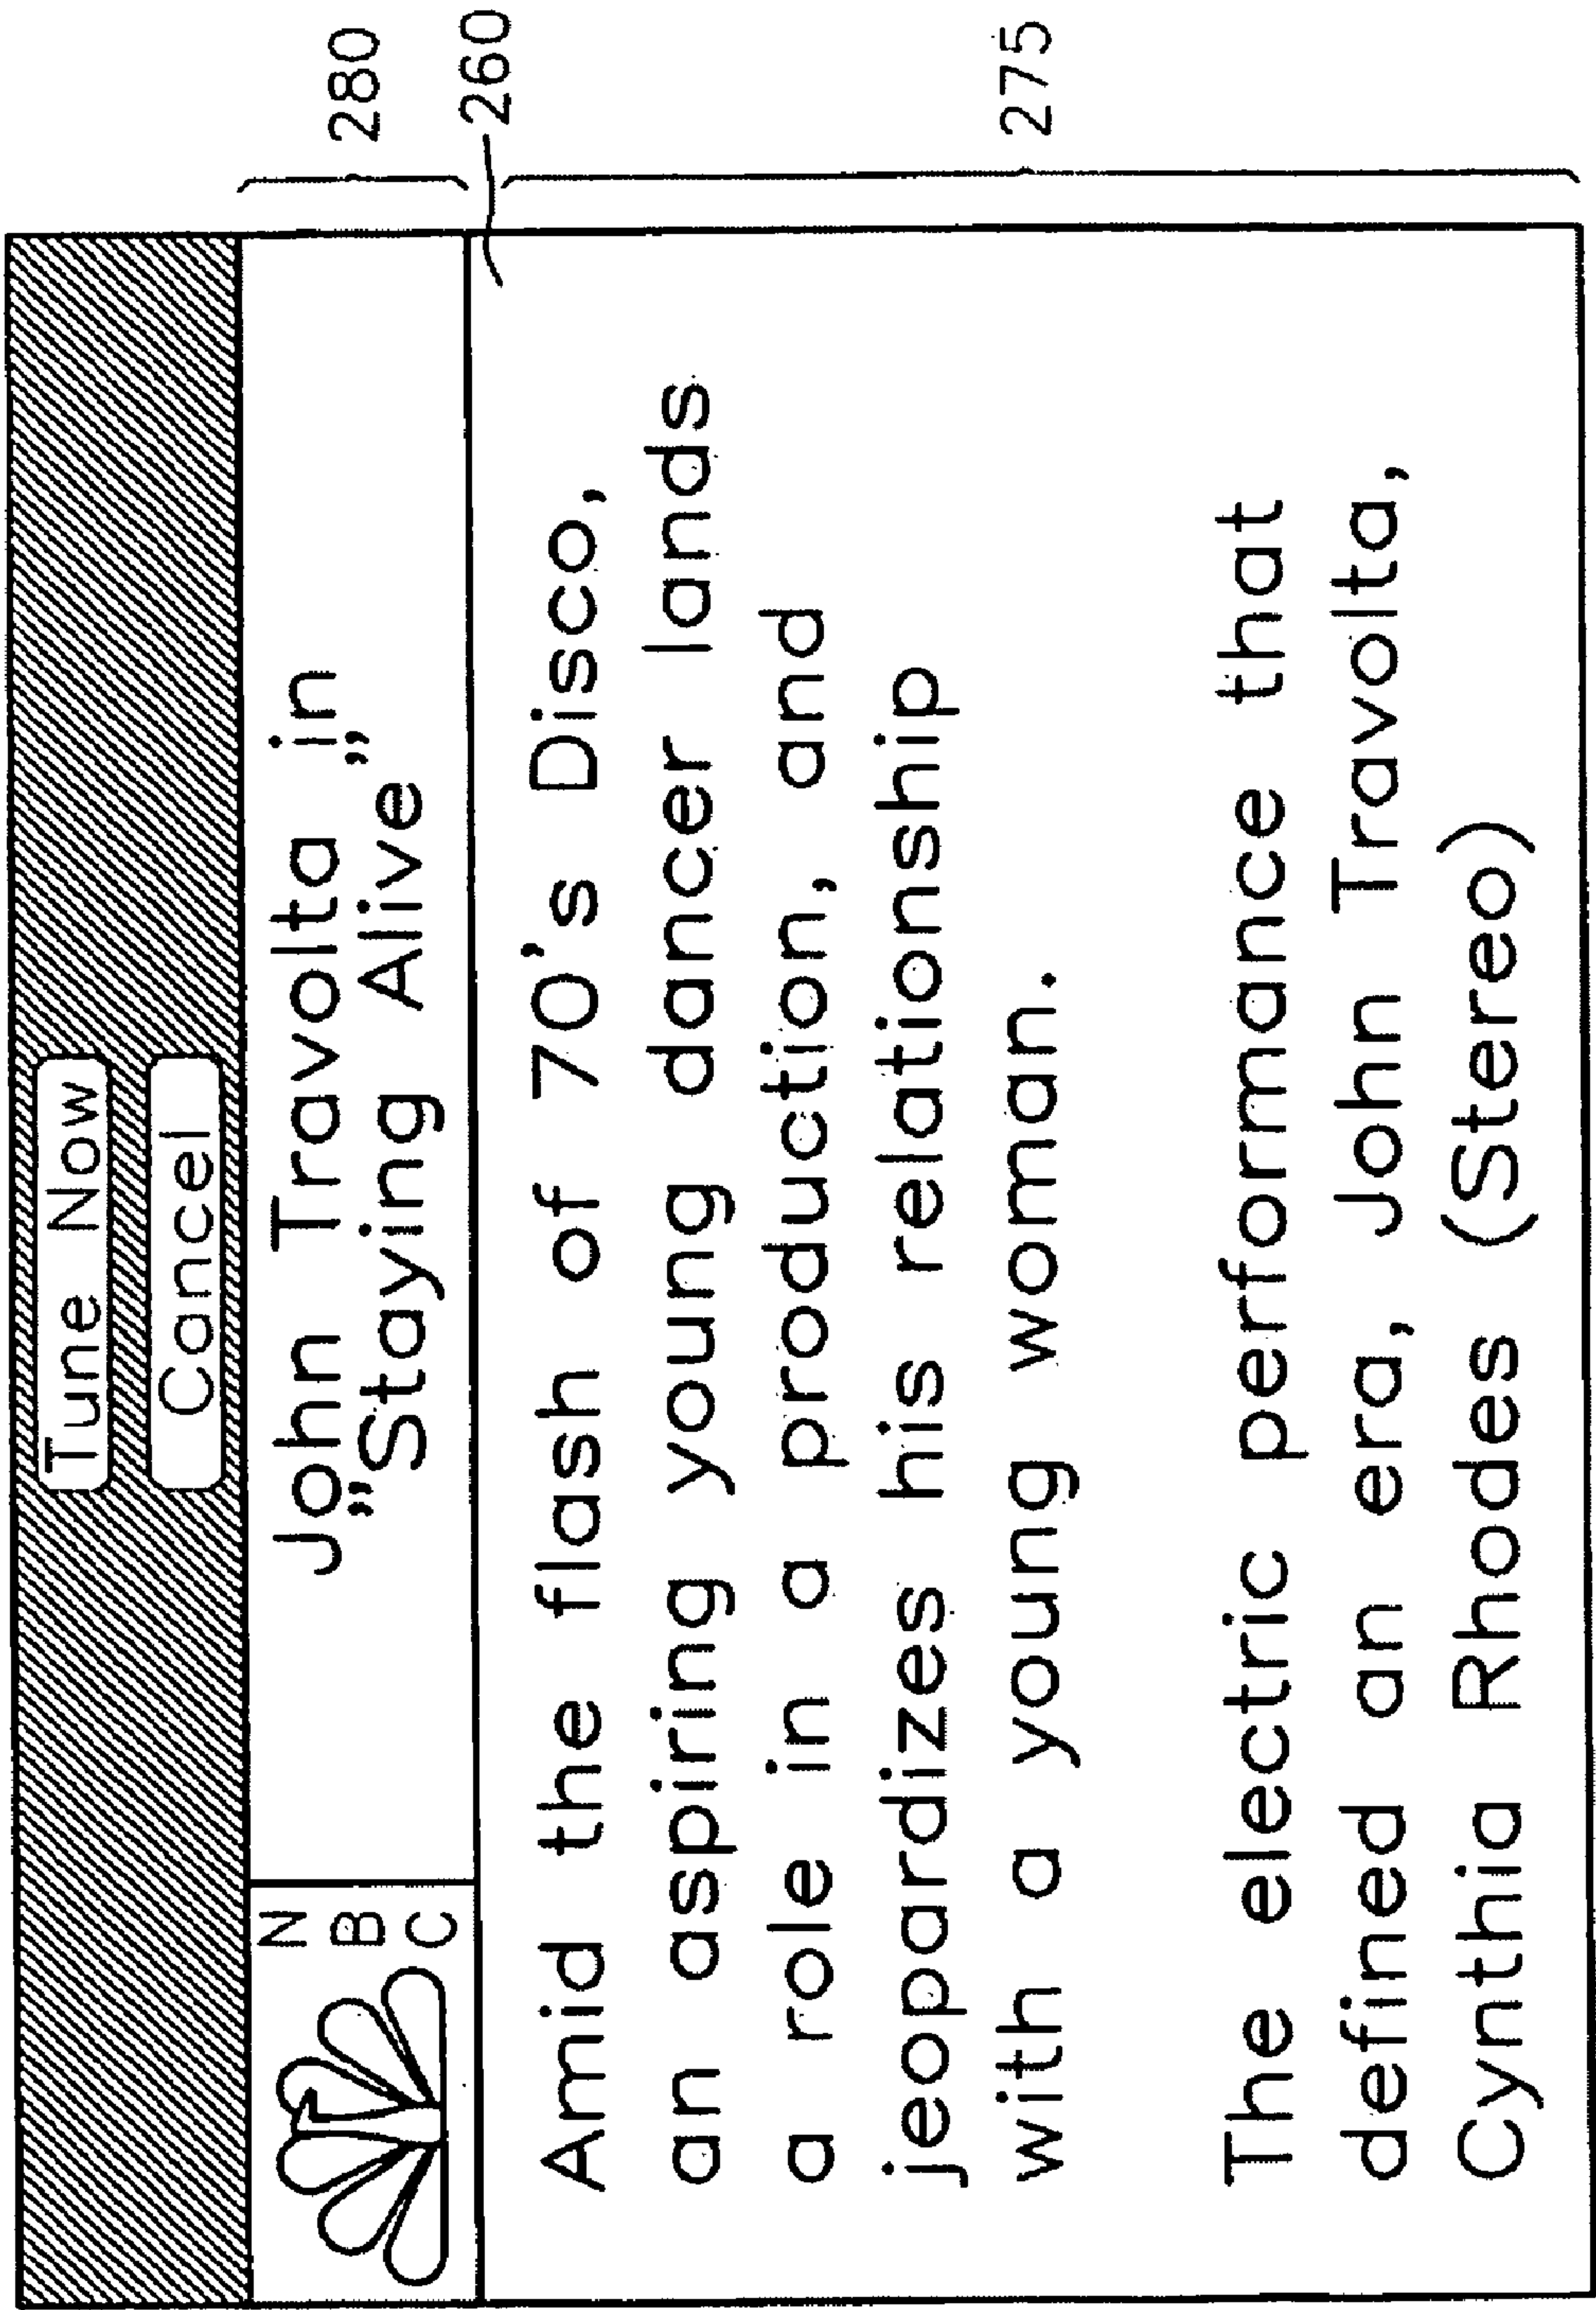 Tune Now
Cancel
N
B
C
John Travolta in
"Staying Alive"
280
260
Amid the flash of 70's Disco,
an aspiring young dancer lands
a role in a production, and
jeopardizes his relationship
with a young woman.
The electric performance that
defined an era, John Travolta,
Cynthia Rhodes (Stereo)
275